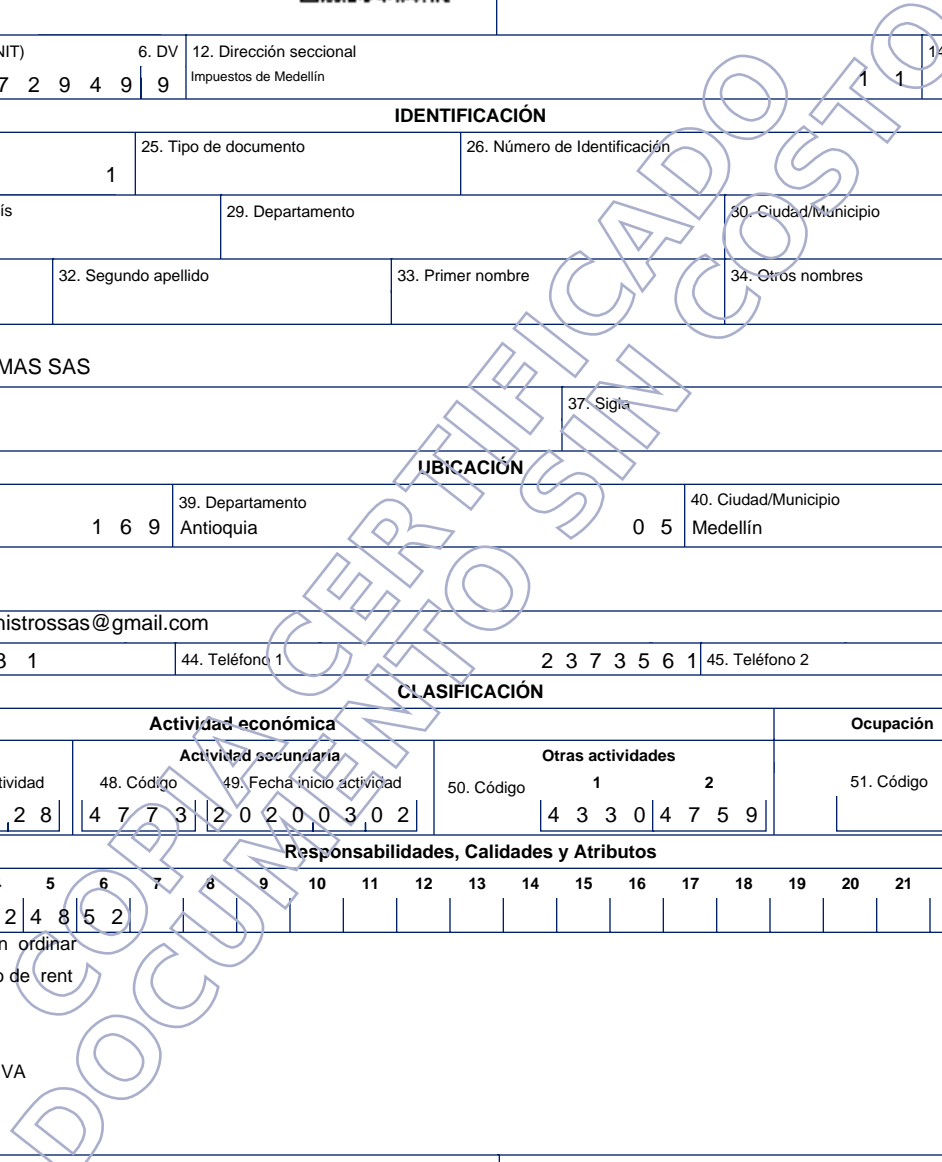 NIT) 6. DV 12. Dirección seccional 14
7 2 9 4 9 9 Impuestos de Medellín 1 1
IDENTIFICACIÓN
25. Tipo de documento 26. Número de Identificación
1
ís 29. Departamento 30. Ciudad/Municipio
32. Segundo apellido 33. Primer nombre 34. Otros nombres
MAS SAS
37. Sigla
UBICACIÓN
39. Departamento 40. Ciudad/Municipio
1 6 9 Antioquia 0 5 Medellín
nistrossas@gmail.com
3 1 44. Teléfono 1 2 3 7 3 5 6 1 45. Teléfono 2
CLASIFICACIÓN
Actividad económica Ocupación
Actividad secundaria Otras actividades
tividad 48. Código 49. Fecha inicio actividad 50. Código 1 2 51. Código
2 8 4 7 7 3 2 0 2 0 0 3 0 2 4 3 3 0 4 7 5 9
Responsabilidades, Calidades y Atributos
5 6 7 8 9 10 11 12 13 14 15 16 17 18 19 20 21
2 4 8 5 2
n ordinar
o de rent
VA
COPIA CERTIFICADO
DOCUMENTO SIN COSTO